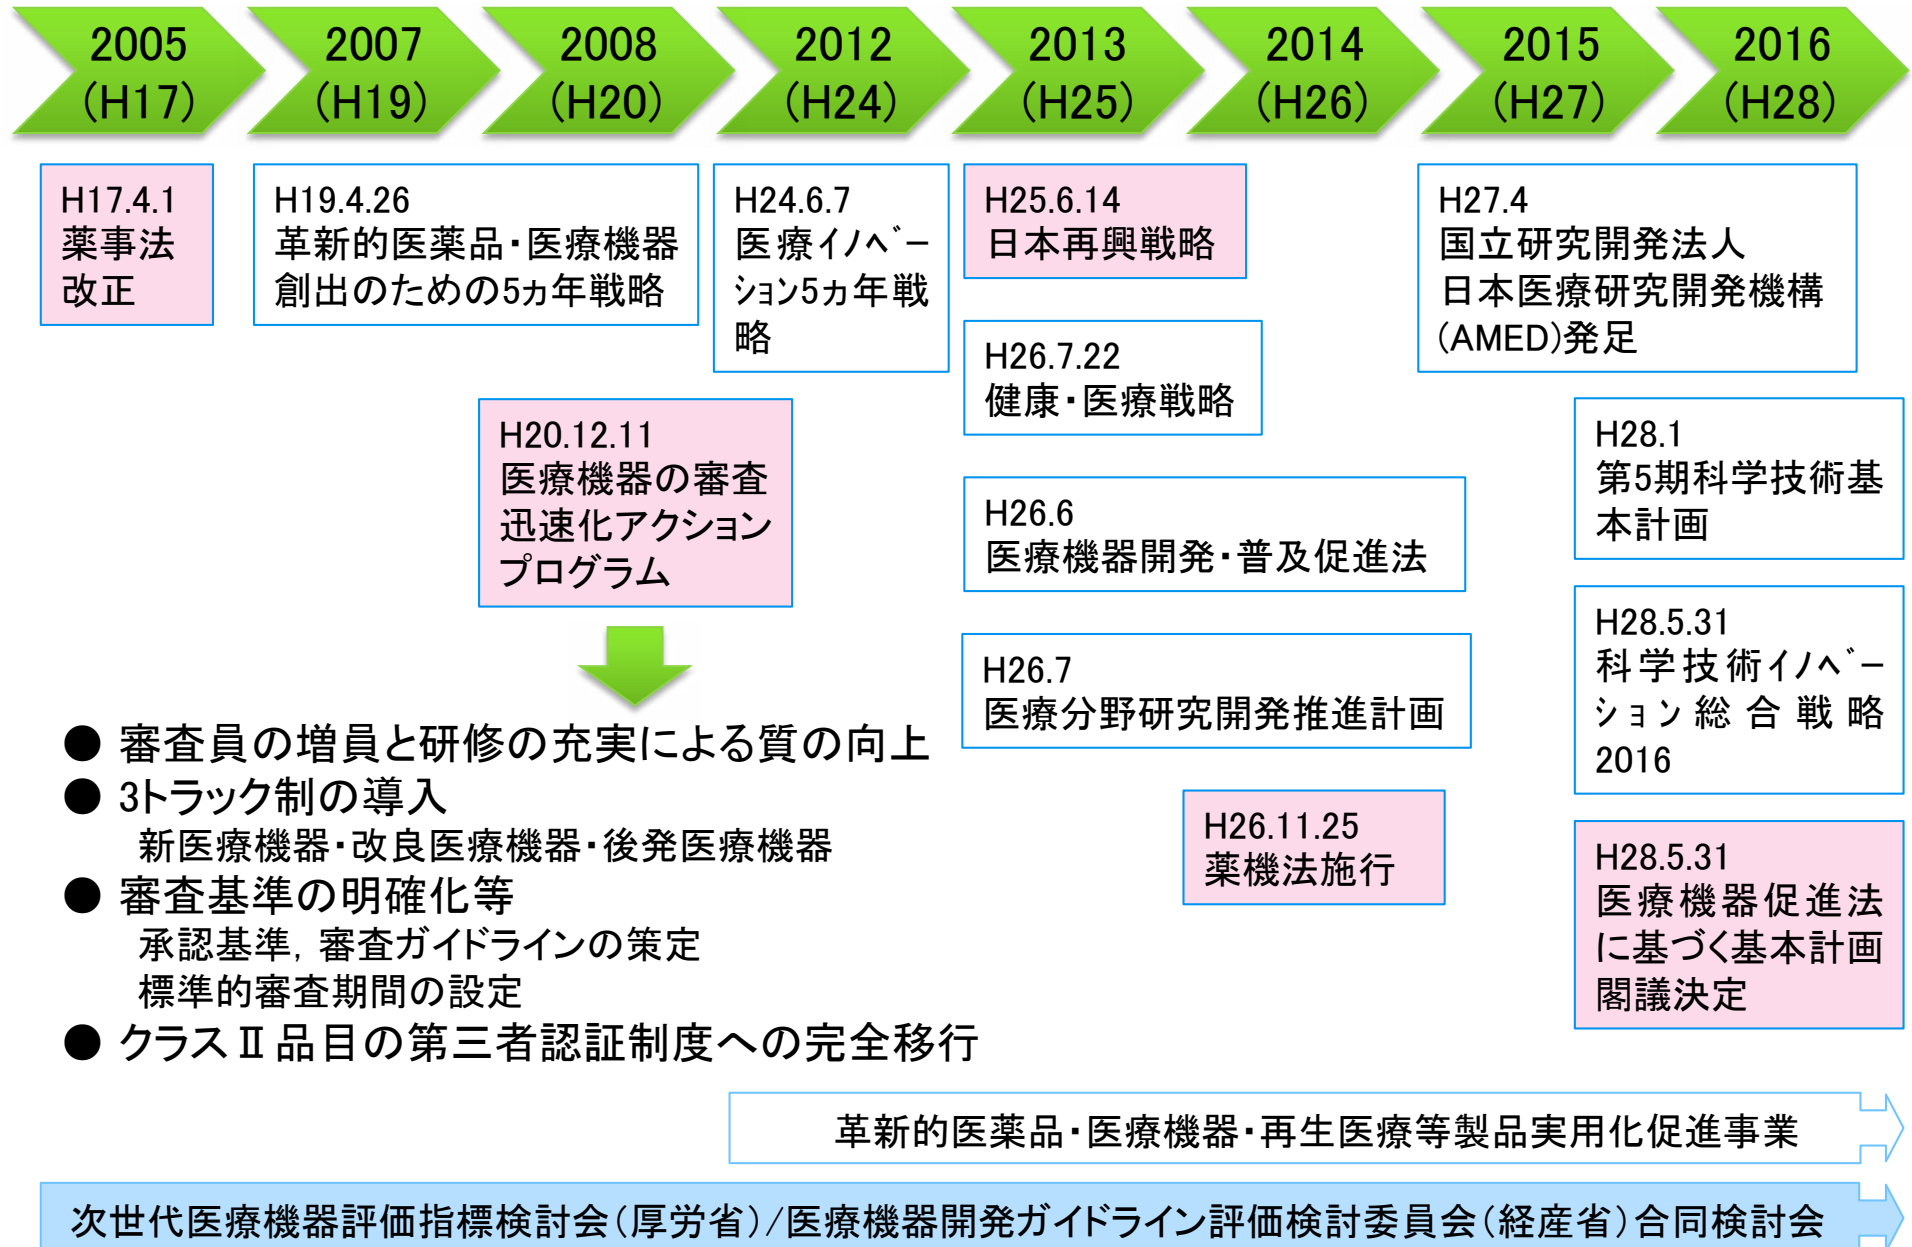 2005
(H17)
2007
(H19)
2008
(H20)
2012
(H24)
2013
(H25)
2014
(H26)
2015
(H27)
2016
(H28)
H17.4.1
薬事法
改正
H19.4.26
革新的医薬品・医療機器
創出のための5ヵ年戦略
H24.6.7
医療ｲﾉﾍﾞｰ
ｼｮﾝ5ヵ年戦
略
H25.6.14
日本再興戦略
H27.4
国立研究開発法人
日本医療研究開発機構
(AMED)発足
H26.7.22
健康・医療戦略
H20.12.11
医療機器の審査
迅速化アクション
プログラム
H28.1
第5期科学技術基
本計画
H26.6
医療機器開発・普及促進法
H28.5.31
科学技術ｲﾉﾍﾞｰ
ｼｮﾝ総合戦略
2016
H26.7
医療分野研究開発推進計画
H26.11.25
薬機法施行
H28.5.31
医療機器促進法
に基づく基本計画
閣議決定
● 審査員の増員と研修の充実による質の向上
● 3トラック制の導入
新医療機器・改良医療機器・後発医療機器
● 審査基準の明確化等
承認基準，審査ガイドラインの策定
標準的審査期間の設定
● クラスⅡ品目の第三者認証制度への完全移行
革新的医薬品・医療機器・再生医療等製品実用化促進事業
次世代医療機器評価指標検討会(厚労省)/医療機器開発ガイドライン評価検討委員会(経産省)合同検討会